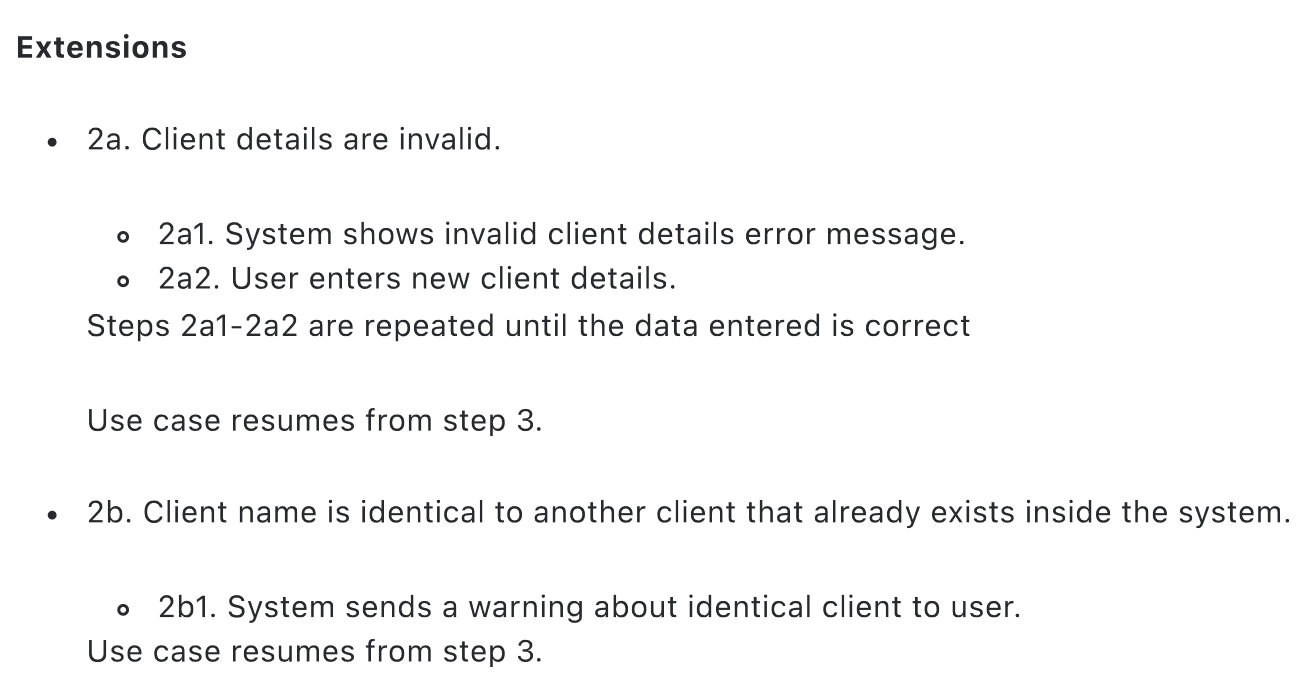 Extensions
• 2a. Client details are invalid.
∘ 2a1. System shows invalid client details error message.
∘ 2a2. User enters new client details.
Steps 2a1-2a2 are repeated until the data entered is correct
Use case resumes from step 3.
• 2b. Client name is identical to another client that already exists inside the system.
∘ 2b1. System sends a warning about identical client to user.
Use case resumes from step 3.